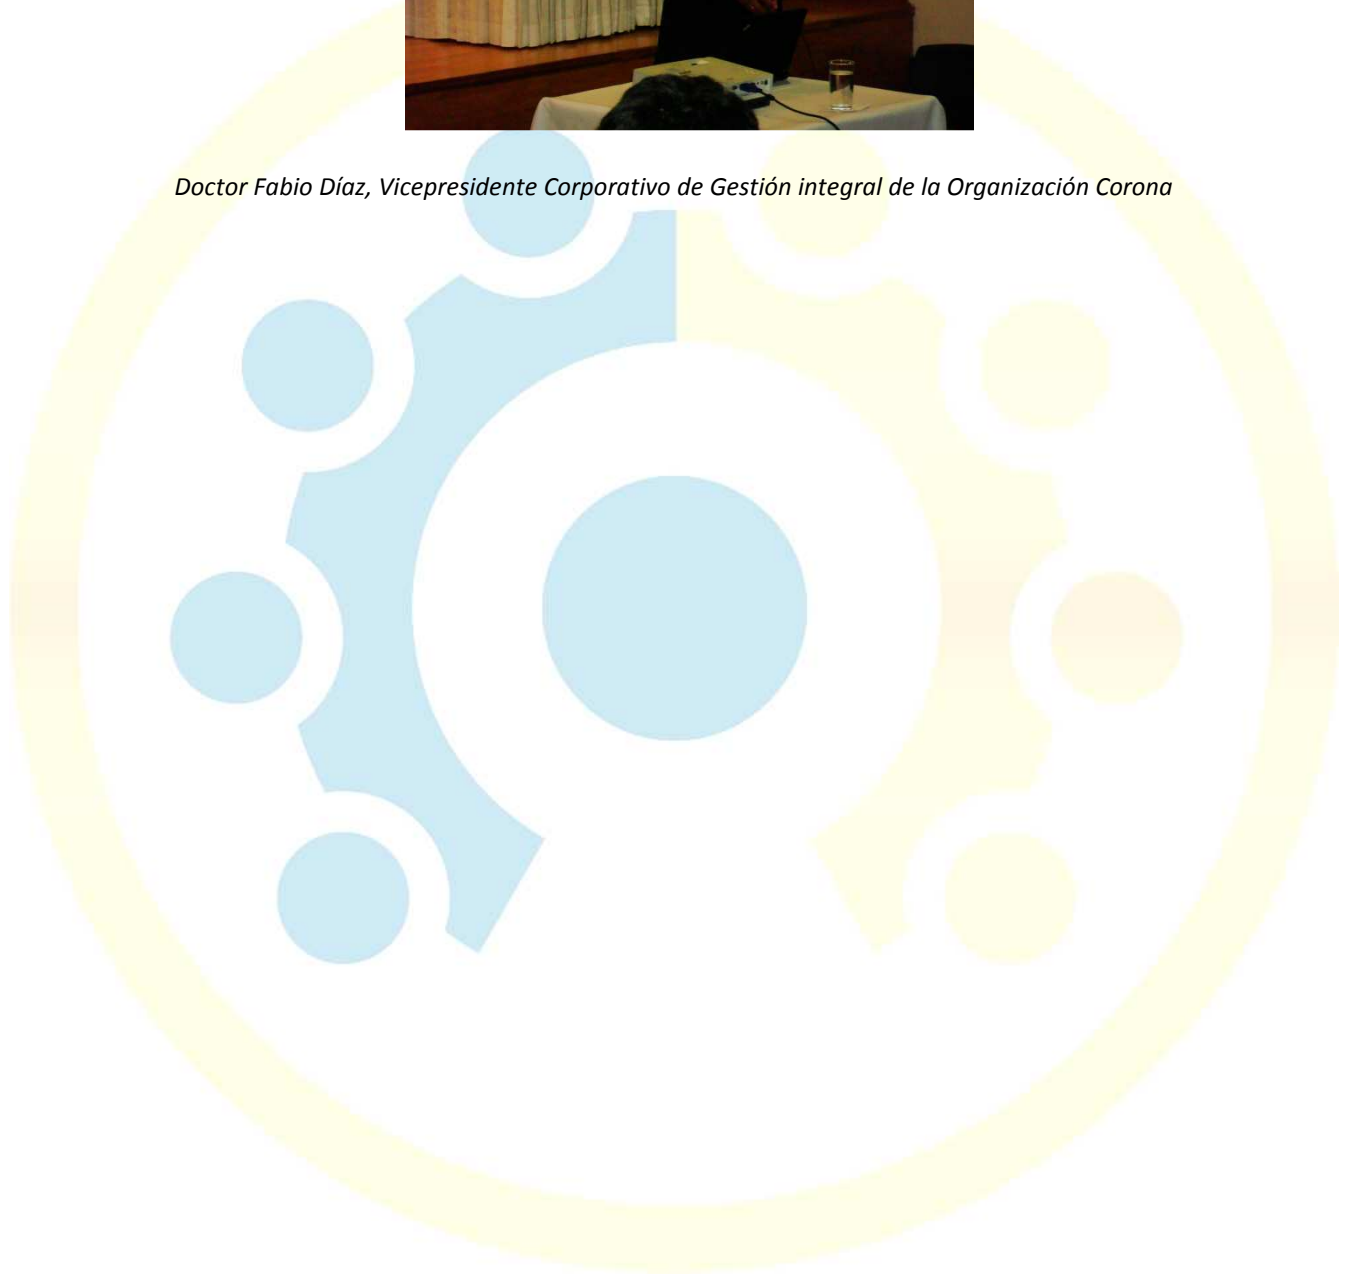 Doctor Fabio Díaz, Vicepresidente Corporativo de Gestión integral de la Organización Corona